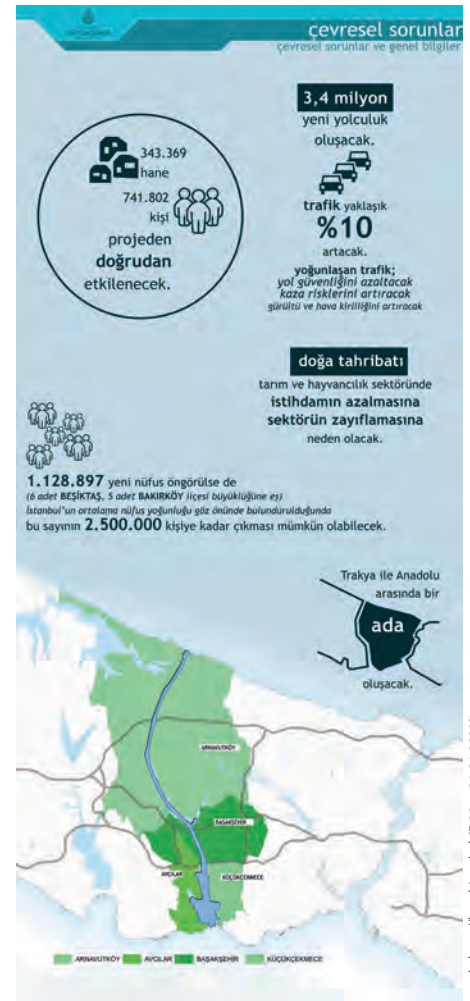 çevresel sorunlar
çevresel sorunlar ve genel bilgiler
343.369
hane
741.802
kişi
projeden
doğrudan
etkilenecek.
3,4 milyon
yeni yolculuk
oluşacak.
trafik yaklaşık
%10
artacak.
yoğunlaşan trafik;
yol güvenliğini azaltacak
kaza risklerini artıracak
gürültü ve hava kirliliğini artıracak
doğa tahribatı
tarım ve hayvancılık sektöründe
istihdamın azalmasına
sektörün zayıflamasına
neden olacak.
1.128.897 yeni nüfus öngörülse de
(6 adet BEŞİKTAŞ, 5 adet BAKIRKÖY ilçesi büyüklüğüne eş)
İstanbul'un ortalama nüfus yoğunluğu göz önünde bulundurulduğunda
bu sayının 2.500.000 kişiye kadar çıkması mümkün olabilecek.
Trakya ile Anadolu
arasında bir
ada
oluşacak.
ARNAVUTKÖY
BAŞAKŞEHİR
AVCILAR
KÜÇÜKÇEKMECE
ARNAVUTKÖY AVCILAR BAŞAKŞEHİR KÜÇÜKÇEKMECE